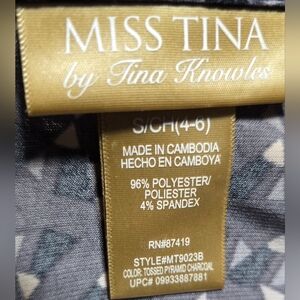 MISS TINA
by Tina Knowles
S/CH(4-6)
MADE IN CAMBODIA
HECHO EN CAMBOYA
96% POLYESTER/
POLIESTER
4% SPANDEX
RN#87419
STYLE#MT9023B
COLOR: TOSSED PYRAMID CHARCOAL
UPC# 09933887881